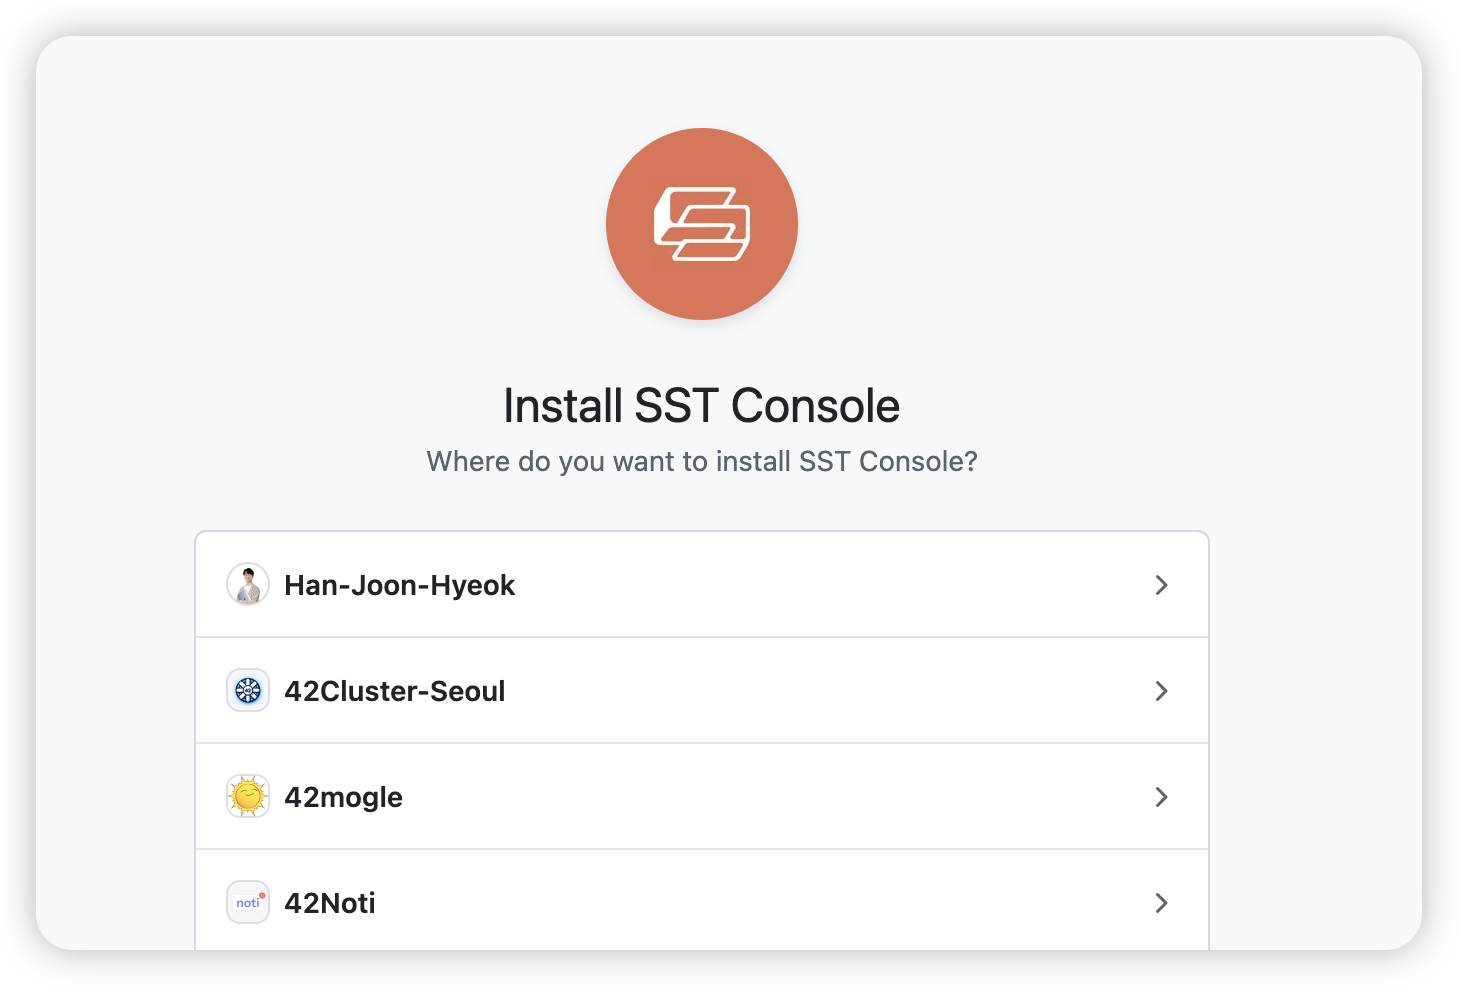 Install SST Console
Where do you want to install SST Console?
Han-Joon-Hyeok
42Cluster-Seoul
42mogle
noti
42Noti